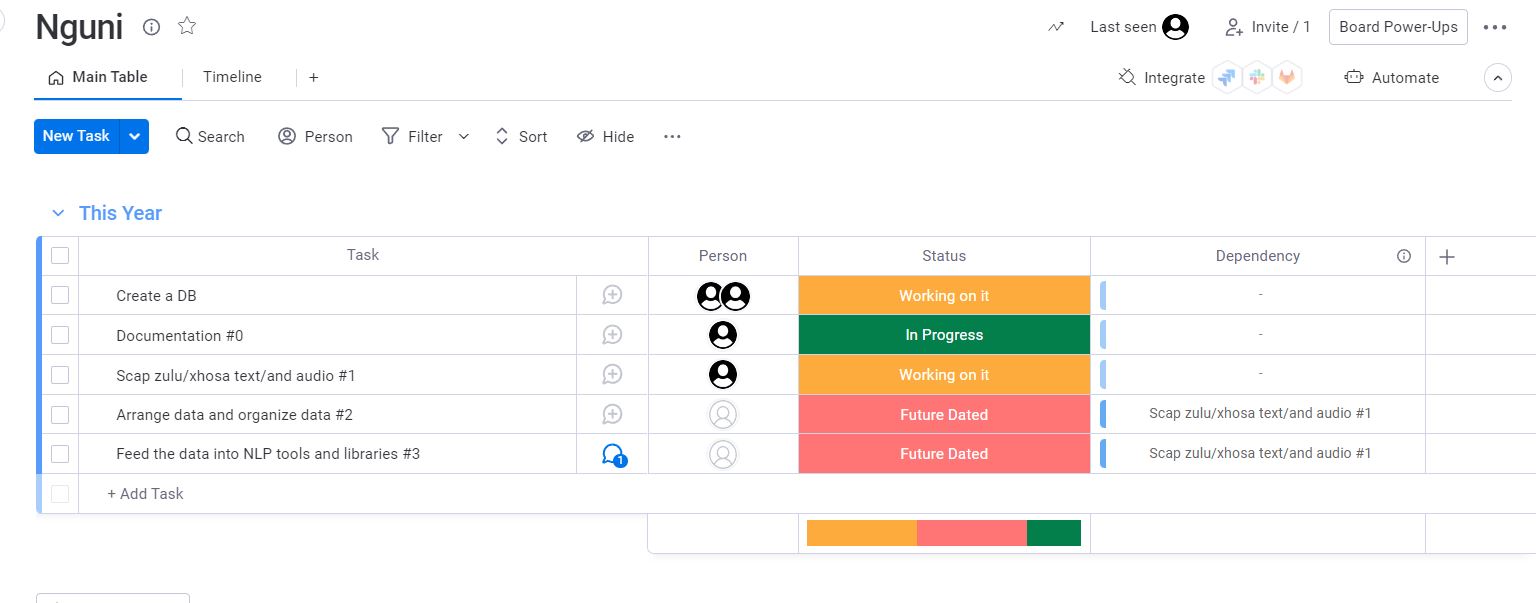 Nguni
Last seen
Invite / 1
Board Power-Ups
Main Table
Timeline
+
Integrate
Automate
New Task
Search
Person
Filter
Sort
Hide
This Year
Task Person Status Dependency
Create a DB Working on it -
Documentation #0 In Progress -
Scap zulu/xhosa text/and audio #1 Working on it -
Arrange data and organize data #2 Future Dated Scap zulu/xhosa text/and audio #1
Feed the data into NLP tools and libraries #3 1 Future Dated Scap zulu/xhosa text/and audio #1
+ Add Task